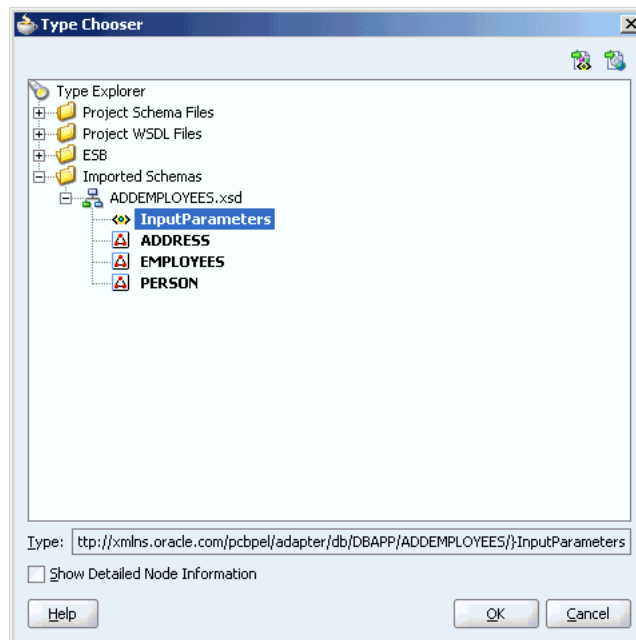 Type Chooser
Type Explorer
Project Schema Files
Project WSDL Files
ESB
Imported Schemas
ADDEMPLOYEES.xsd
InputParameters
ADDRESS
EMPLOYEES
PERSON
Type: ttp://xmlns.oracle.com/pcbpel/adapter/db/DBAPP/ADDEMPLOYEES/}InputParameters
Show Detailed Node Information
Help OK Cancel